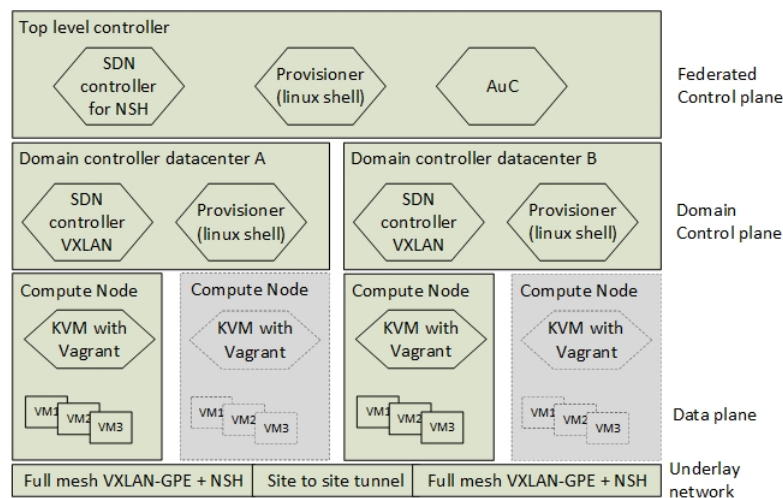 Top level controller
SDN
controller
for NSH
Provisioner
(linux shell)
AuC
Federated
Control plane
Domain controller datacenter A
SDN
controller
VXLAN
Provisioner
(linux shell)
Domain controller datacenter B
SDN
controller
VXLAN
Provisioner
(linux shell)
Domain
Control plane
Compute Node
KVM with
Vagrant
VM1
VM2
VM3
Compute Node
KVM with
Vagrant
VM1
VM2
VM3
Compute Node
KVM with
Vagrant
VM1
VM2
VM3
Compute Node
KVM with
Vagrant
VM1
VM2
VM3
Data plane
Full mesh VXLAN-GPE + NSH
Site to site tunnel
Full mesh VXLAN-GPE + NSH
Underlay
network